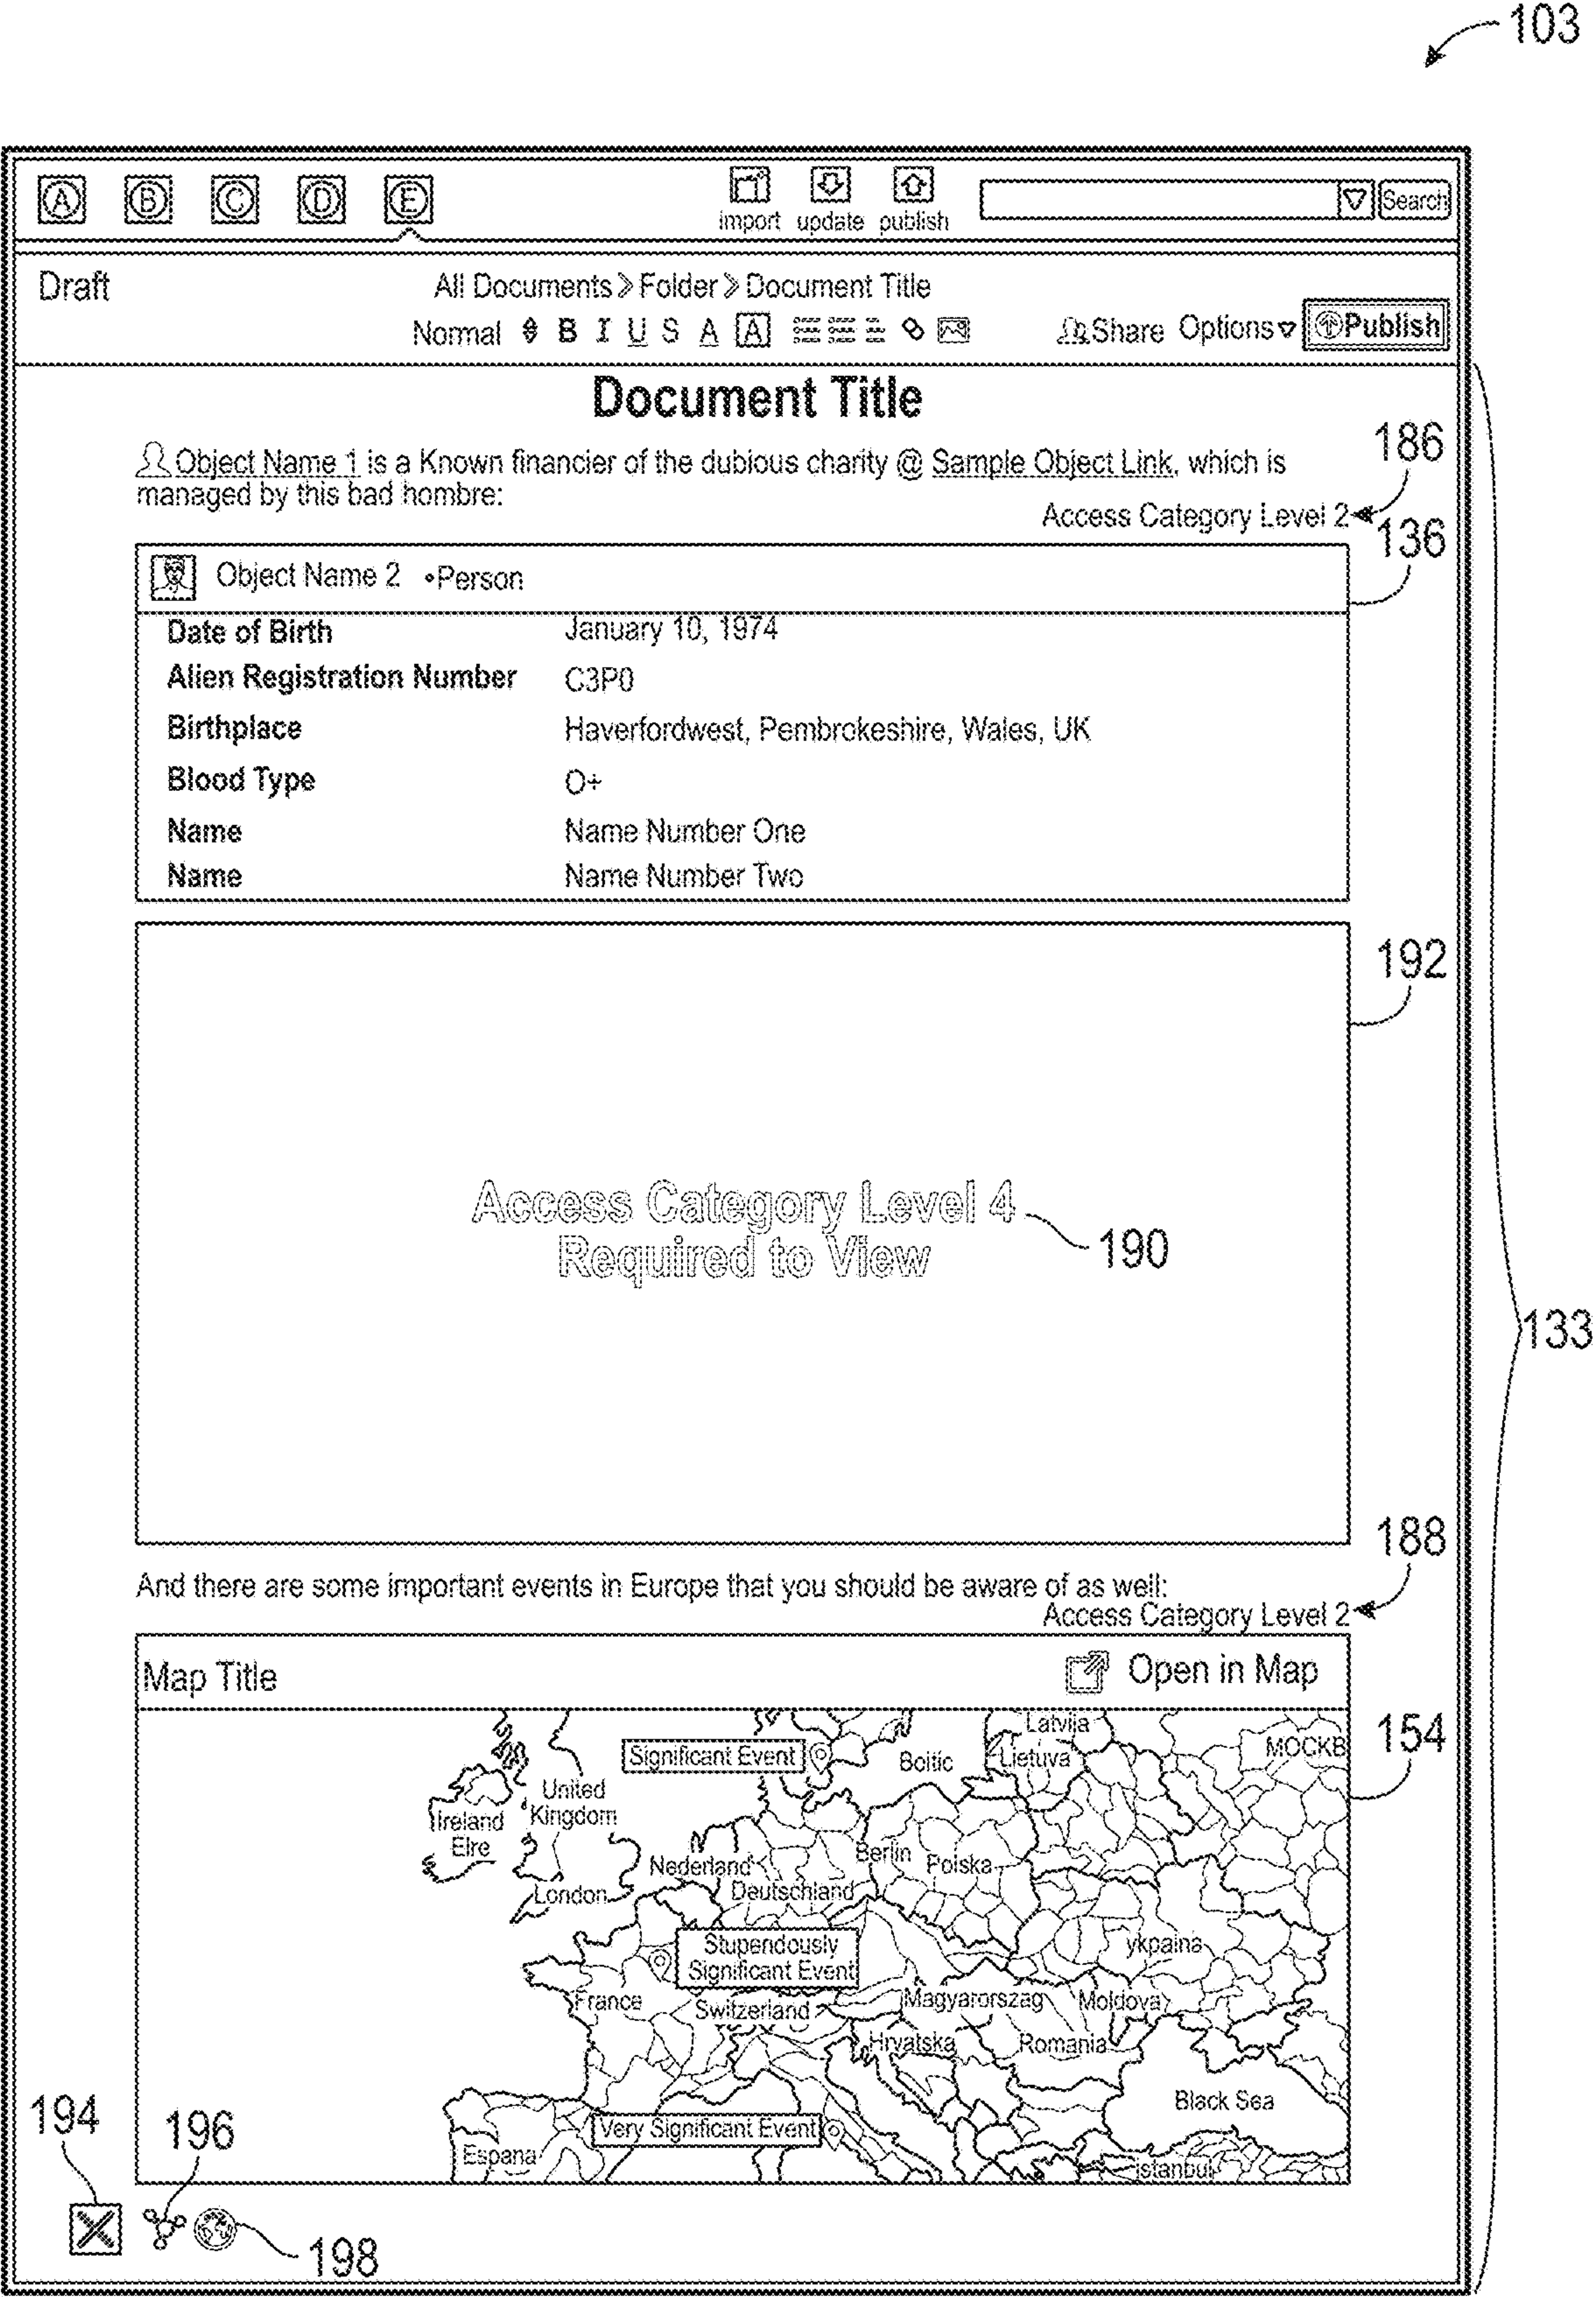 103
A B C D E
import update publish
Search
Draft
All Documents > Folder > Document Title
Normal B I U S A A
Share Options Publish
Document Title
Object Name 1 is a Known financier of the dubious charity @ Sample Object Link, which is
managed by this bad hombre:
186
Access Category Level 2
136
Object Name 2 •Person
Date of Birth January 10, 1974
Alien Registration Number C3P0
Birthplace Haverfordwest, Pembrokeshire, Wales, UK
Blood Type O+
Name Name Number One
Name Name Number Two
192
Access Category Level 4
Required to View
190
133
188
And there are some important events in Europe that you should be aware of as well:
Access Category Level 2
Map Title Open in Map
154
Latvija
Significant Event
Boitic
Lietuva
МОСКВ
United
Kingdom
Ireland
Eire
Berlin
Nederland
Polska
London
Deutschland
Stupendously
Significant Event
україна
France
Switzerland
Magyarorszag
Moldova
Hrvatska
Romania
Black Sea
Very Significant Event
Espana
Istanbul
194
196
198